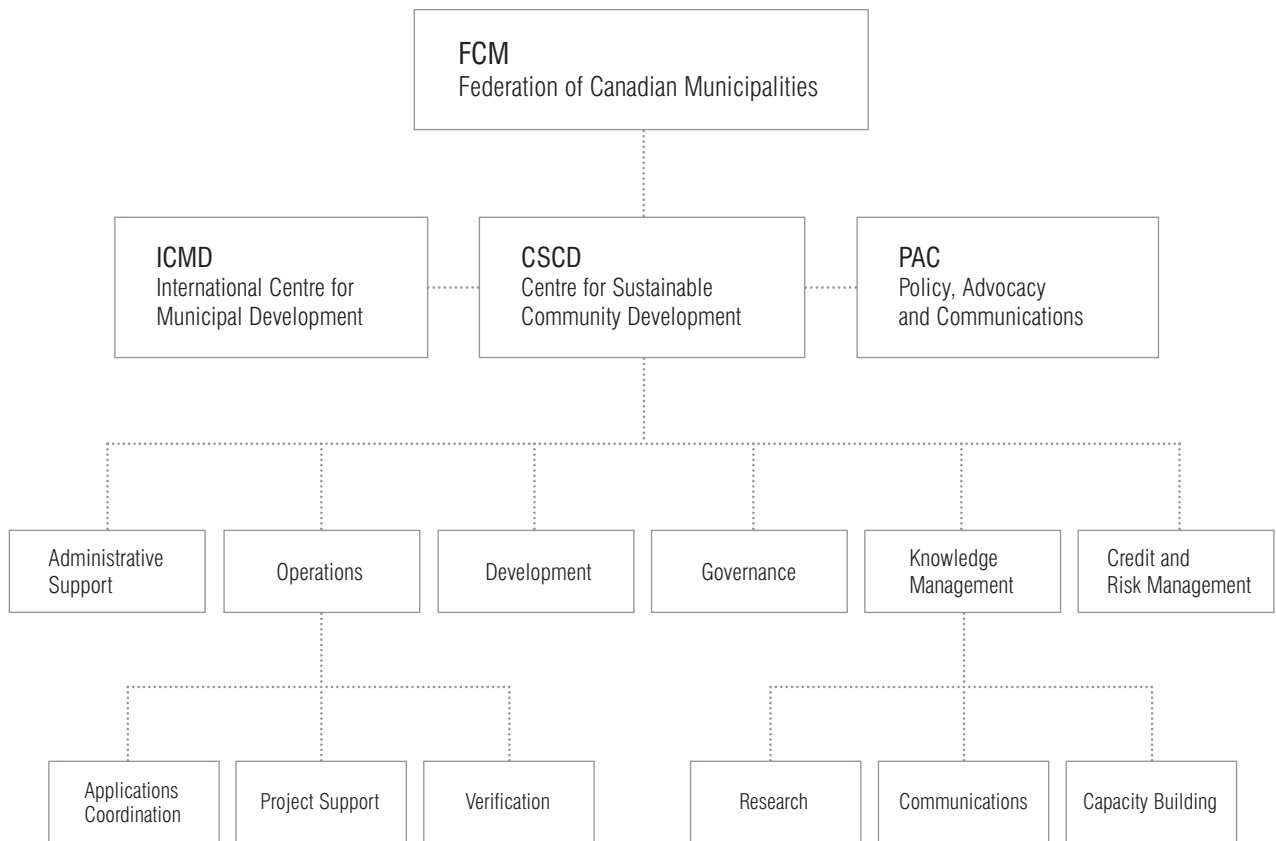 FCM
Federation of Canadian Municipalities
ICMD
International Centre for
Municipal Development
CSCD
Centre for Sustainable
Community Development
PAC
Policy, Advocacy
and Communications
Administrative
Support
Operations
Development
Governance
Knowledge
Management
Credit and
Risk Management
Applications
Coordination
Project Support
Verification
Research
Communications
Capacity Building